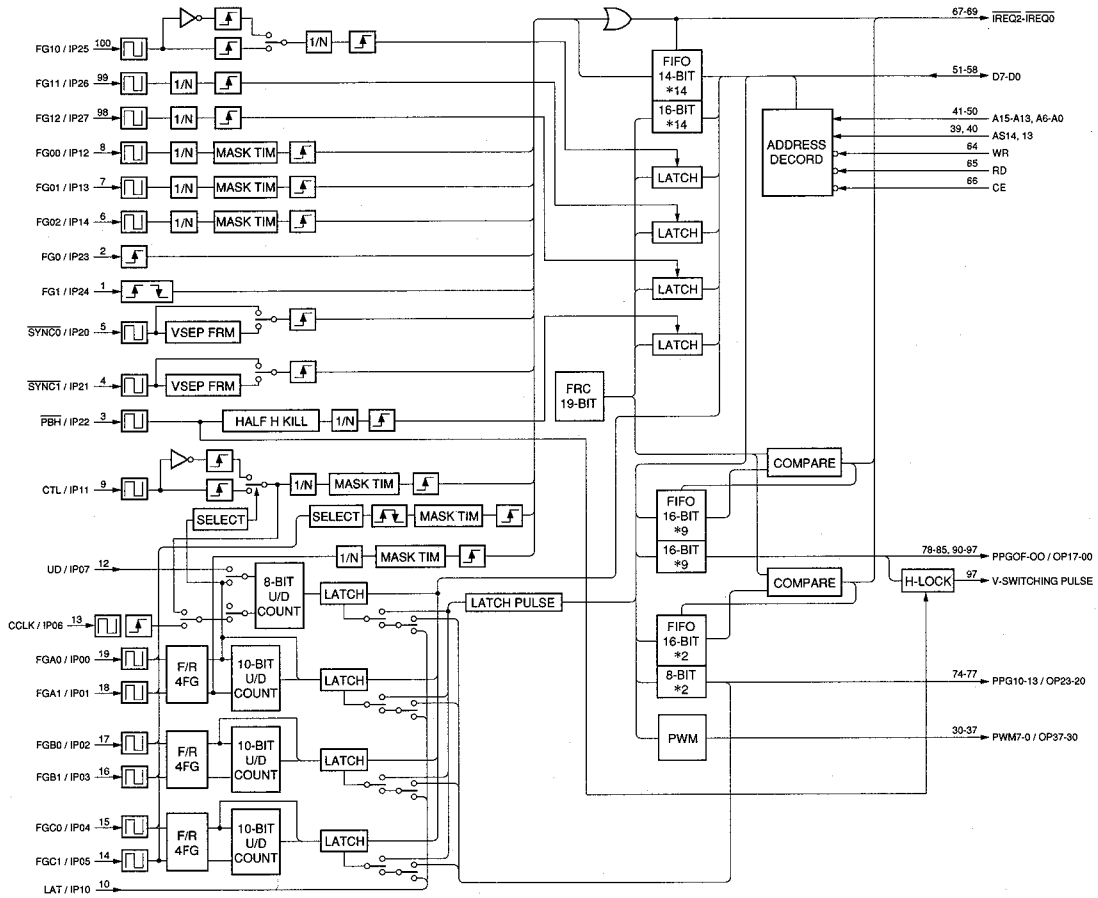 100
FG10 / IP25
1/N
99
FG11 / IP26
1/N
98
FG12 / IP27
1/N
8
FG00 / IP12
1/N
MASK TIM
7
FG01 / IP13
1/N
MASK TIM
6
FG02 / IP14
1/N
MASK TIM
2
FG0 / IP23
1
FG1 / IP24
5
SYNC0 / IP20
VSEP FRM
4
SYNC1 / IP21
VSEP FRM
3
PBH / IP22
HALF H KILL
1/N
9
CTL / IP11
1/N
MASK TIM
SELECT
SELECT
MASK TIM
1/N
MASK TIM
12
UD / IP07
8-BIT
U/D
COUNT
LATCH
13
CCLK / IP06
19
FGA0 / IP00
18
FGA1 / IP01
F/R
4FG
10-BIT
U/D
COUNT
LATCH
17
FGB0 / IP02
16
FGB1 / IP03
F/R
4FG
10-BIT
U/D
COUNT
LATCH
15
FGC0 / IP04
14
FGC1 / IP05
F/R
4FG
10-BIT
U/D
COUNT
LATCH
10
LAT / IP10
LATCH PULSE
FIFO
14-BIT
*14
16-BIT
*14
LATCH
LATCH
LATCH
LATCH
FRC
19-BIT
67-69
IREQ2-IREQ0
51-58
D7-D0
ADDRESS
DECORD
41-50
A15-A13, A6-A0
39, 40
AS14, 13
64
WR
65
RD
66
CE
COMPARE
FIFO
16-BIT
*9
16-BIT
*9
78-85, 90-97
PPGOF-OO / OP17-00
H-LOCK
97
V-SWITCHING PULSE
COMPARE
FIFO
16-BIT
*2
8-BIT
*2
74-77
PPG10-13 / OP23-20
PWM
30-37
PWM7-0 / OP37-30